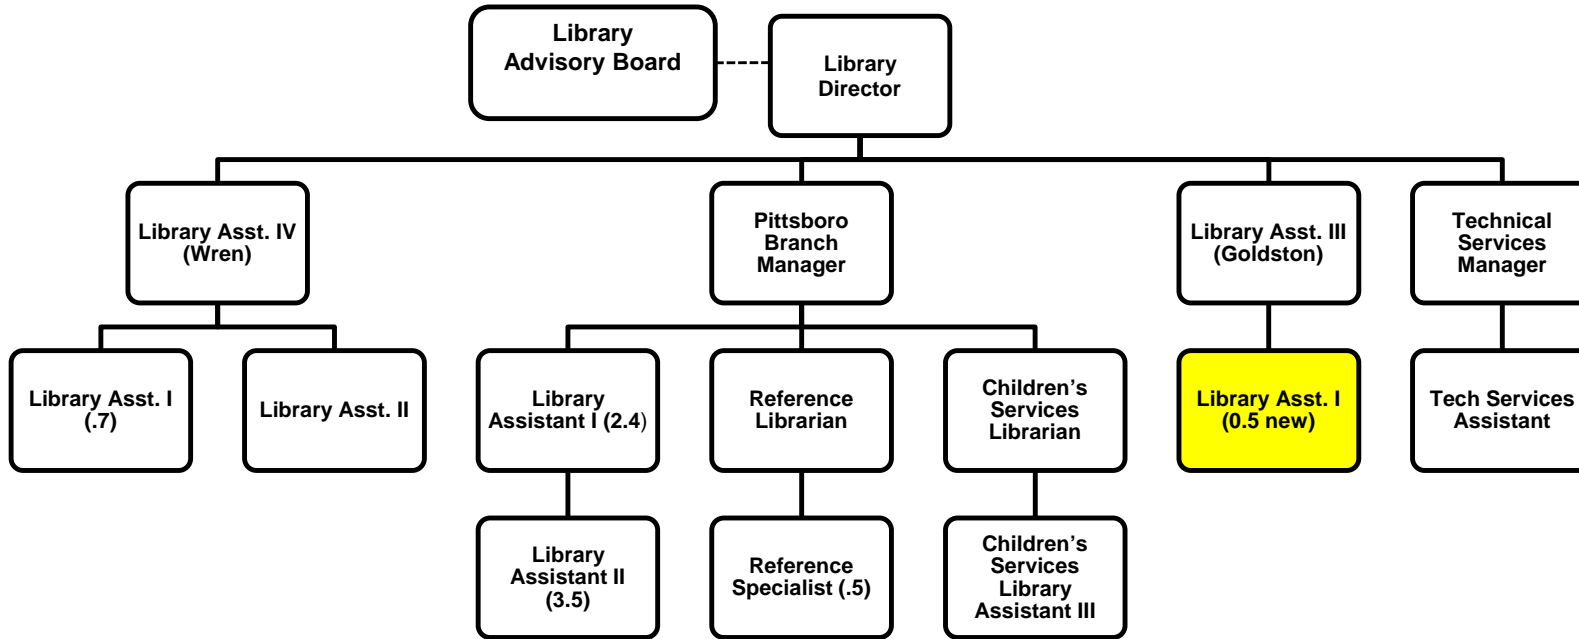 Library
Advisory Board
Library
Director
Library Asst. IV
(Wren)
Pittsboro
Branch
Manager
Library Asst. III
(Goldston)
Technical
Services
Manager
Library Asst. I
(.7)
Library Asst. II
Library
Assistant I (2.4)
Reference
Librarian
Children’s
Services
Librarian
Library Asst. I
(0.5 new)
Tech Services
Assistant
Library
Assistant II
(3.5)
Reference
Specialist (.5)
Children’s
Services
Library
Assistant III